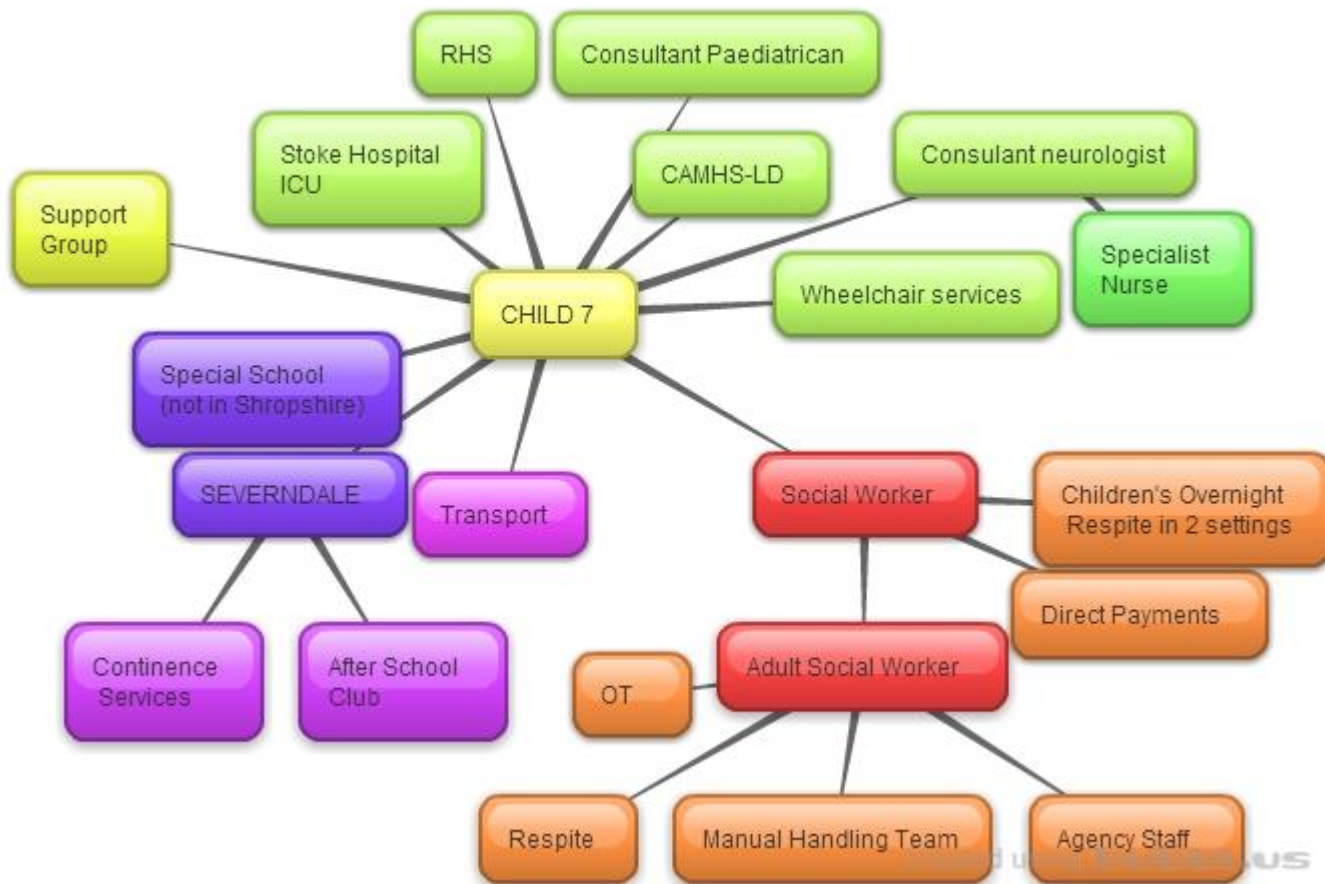 RHS
Consultant Paediatrican
Stoke Hospital
ICU
CAMHS-LD
Consulant neurologist
Support
Group
Specialist
Nurse
Wheelchair services
CHILD 7
Special School
(not in Shropshire)
SEVERNDALE
Transport
Social Worker
Children's Overnight
Respite in 2 settings
Direct Payments
Continence
Services
After School
Club
Adult Social Worker
OT
Respite
Manual Handling Team
Agency Staff